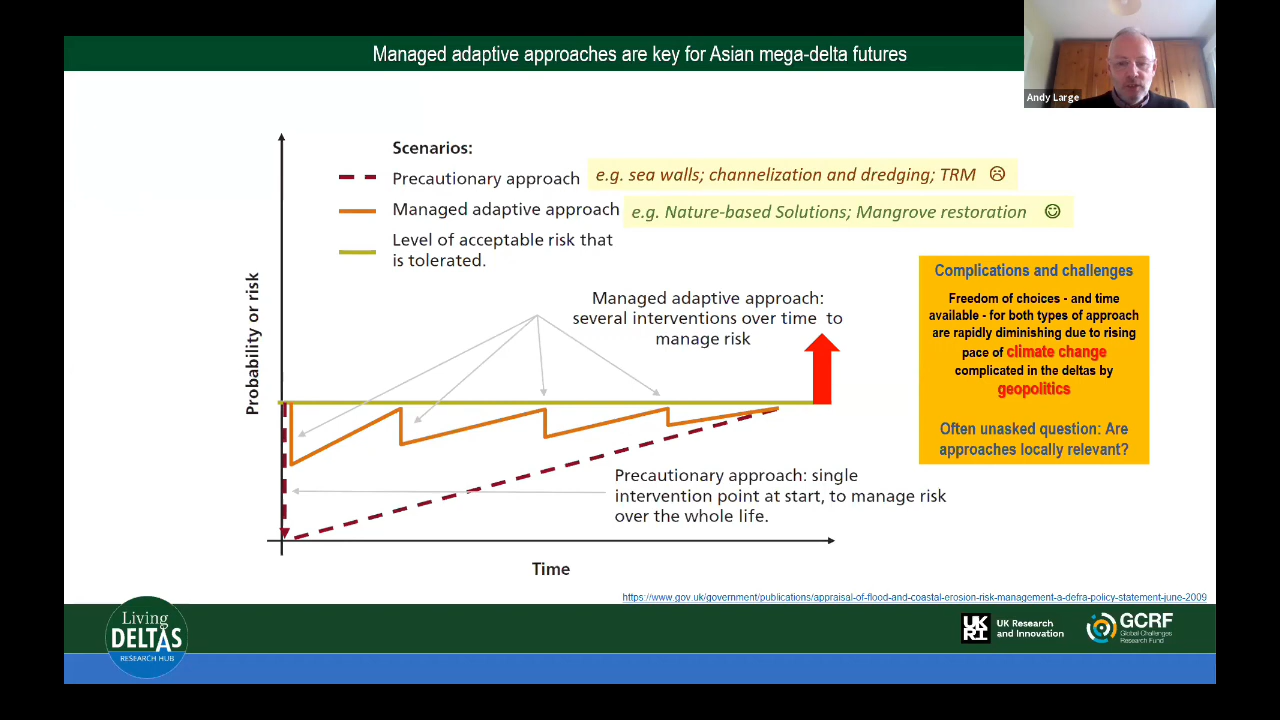 Managed adaptive approaches are key for Asian mega-delta futures
Andy Large
Scenarios:
Precautionary approach
e.g. sea walls; channelization and dredging; TRM ☹
Managed adaptive approach
e.g. Nature-based Solutions; Mangrove restoration ☺
Level of acceptable risk that
is tolerated.
Probability or risk
Managed adaptive approach:
several interventions over time to
manage risk
Complications and challenges
Freedom of choices - and time
available - for both types of approach
are rapidly diminishing due to rising
pace of climate change
complicated in the deltas by
geopolitics
Often unasked question: Are
approaches locally relevant?
Precautionary approach: single
intervention point at start, to manage risk
over the whole life.
Time
https://www.gov.uk/government/publications/appraisal-of-flood-and-coastal-erosion-risk-management-a-defra-policy-statement-june-2009
Living
DELTAS
RESEARCH HUB
UK
RI
UK Research
and Innovation
GCRF
Global Challenges
Research Fund